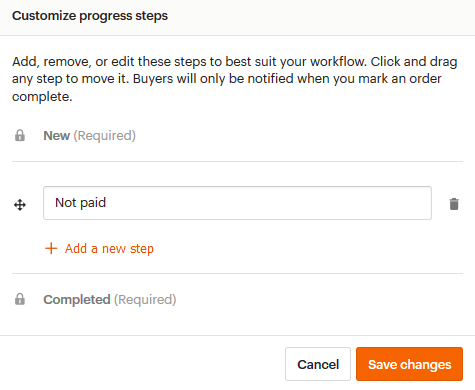 Customize progress steps
Add, remove, or edit these steps to best suit your workflow. Click and drag
any step to move it. Buyers will only be notified when you mark an order
complete.
New (Required)
Not paid
+ Add a new step
Completed (Required)
Cancel Save changes